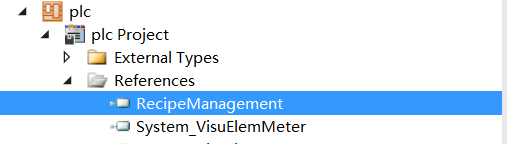 plc
plc Project
External Types
References
RecipeManagement
System_VisuElemMeter